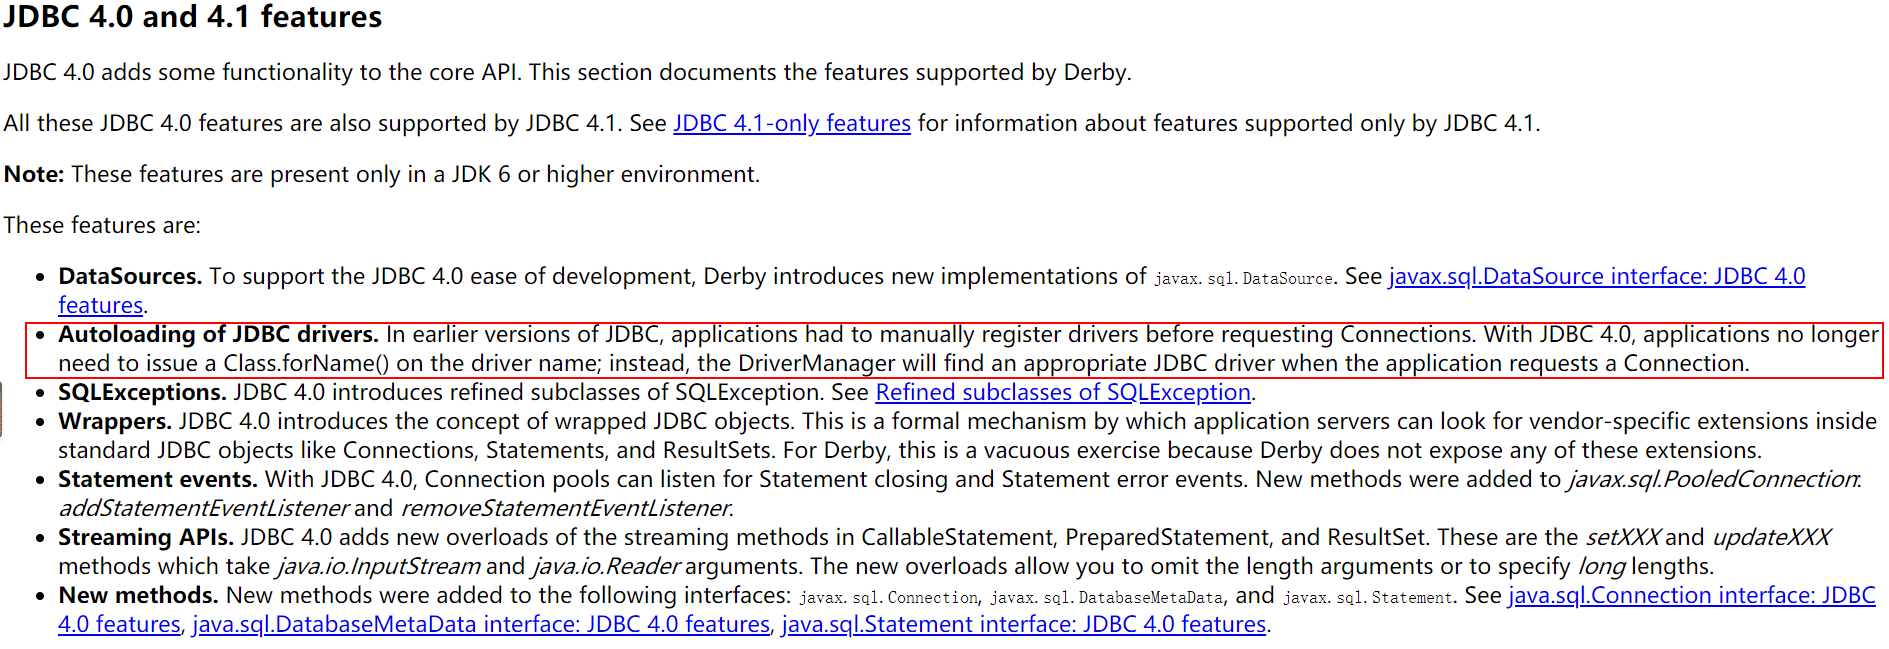 JDBC 4.0 and 4.1 features
JDBC 4.0 adds some functionality to the core API. This section documents the features supported by Derby.
All these JDBC 4.0 features are also supported by JDBC 4.1. See JDBC 4.1-only features for information about features supported only by JDBC 4.1.
Note: These features are present only in a JDK 6 or higher environment.
These features are:
• DataSources. To support the JDBC 4.0 ease of development, Derby introduces new implementations of javax.sql.DataSource. See javax.sql.DataSource interface: JDBC 4.0
features.
• Autoloading of JDBC drivers. In earlier versions of JDBC, applications had to manually register drivers before requesting Connections. With JDBC 4.0, applications no longer
need to issue a Class.forName() on the driver name; instead, the DriverManager will find an appropriate JDBC driver when the application requests a Connection.
• SQLExceptions. JDBC 4.0 introduces refined subclasses of SQLException. See Refined subclasses of SQLException.
• Wrappers. JDBC 4.0 introduces the concept of wrapped JDBC objects. This is a formal mechanism by which application servers can look for vendor-specific extensions inside
standard JDBC objects like Connections, Statements, and ResultSets. For Derby, this is a vacuous exercise because Derby does not expose any of these extensions.
• Statement events. With JDBC 4.0, Connection pools can listen for Statement closing and Statement error events. New methods were added to javax.sql.PooledConnection:
addStatementEventListener and removeStatementEventListener.
• Streaming APIs. JDBC 4.0 adds new overloads of the streaming methods in CallableStatement, PreparedStatement, and ResultSet. These are the setXXX and updateXXX
methods which take java.io.InputStream and java.io.Reader arguments. The new overloads allow you to omit the length arguments or to specify long lengths.
• New methods. New methods were added to the following interfaces: javax.sql.Connection, javax.sql.DatabaseMetaData, and javax.sql.Statement. See java.sql.Connection interface: JDBC
4.0 features, java.sql.DatabaseMetaData interface: JDBC 4.0 features, java.sql.Statement interface: JDBC 4.0 features.